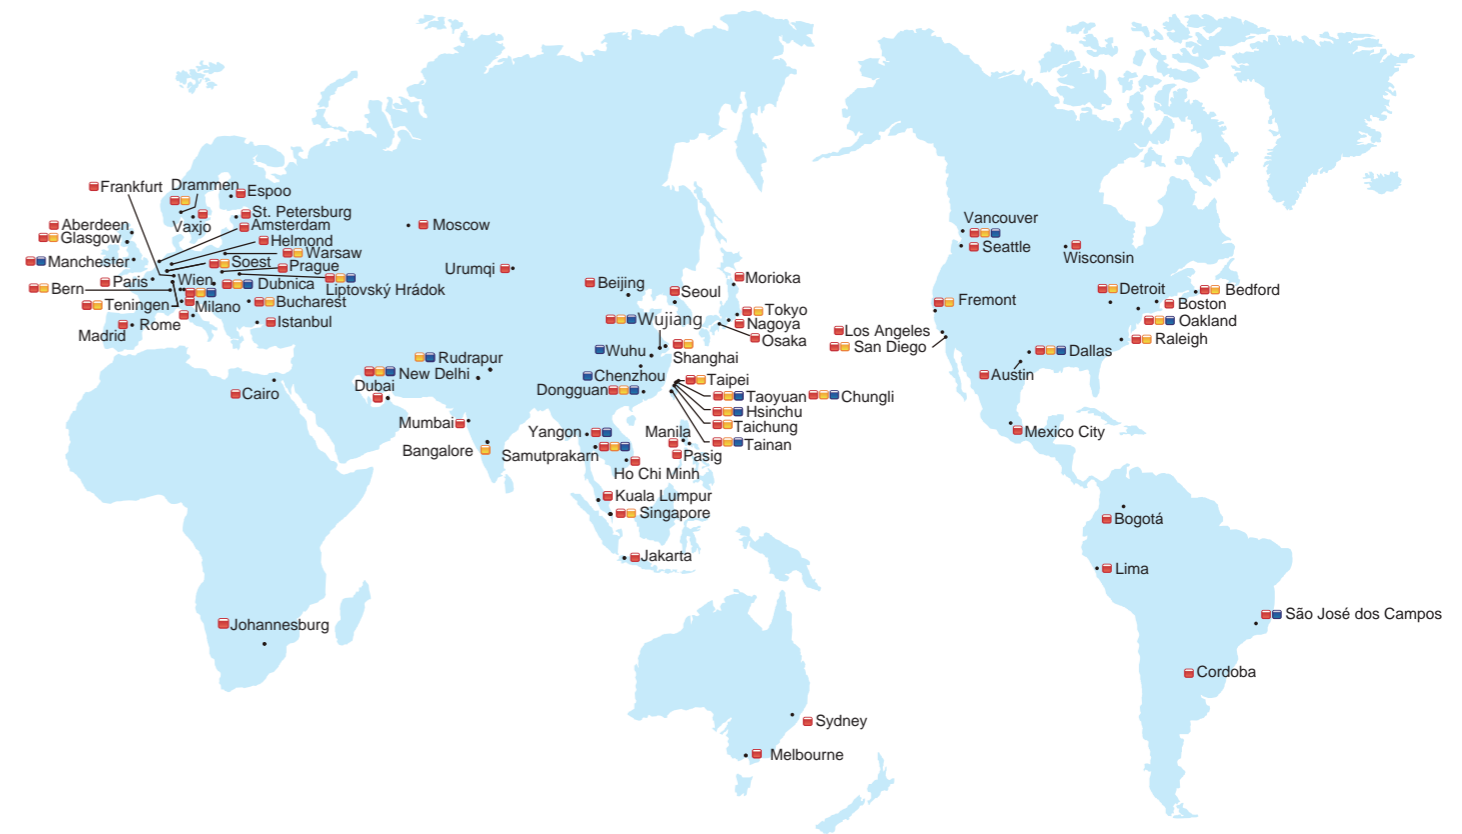 Frankfurt
Drammen
Espoo
Aberdeen
Glasgow
Vaxjo
St. Petersburg
Amsterdam
Helmond
Moscow
Manchester
Soest
Warsaw
Prague
Paris
Wien
Dubnica
Liptovský Hrádok
Bern
Teningen
Milano
Bucharest
Madrid
Rome
Istanbul
Urumqi
Beijing
Seoul
Morioka
Wujiang
Tokyo
Nagoya
Osaka
Wuhu
Shanghai
Rudrapur
New Delhi
Chenzhou
Dongguan
Taipei
Dubai
Cairo
Taoyuan
Chungli
Hsinchu
Taichung
Tainan
Mumbai
Bangalore
Yangon
Samutprakarn
Manila
Pasig
Ho Chi Minh
Kuala Lumpur
Singapore
Jakarta
Johannesburg
Sydney
Melbourne
Vancouver
Seattle
Wisconsin
Fremont
Detroit
Bedford
Boston
Oakland
Los Angeles
San Diego
Raleigh
Dallas
Austin
Mexico City
Bogotá
Lima
São José dos Campos
Cordoba